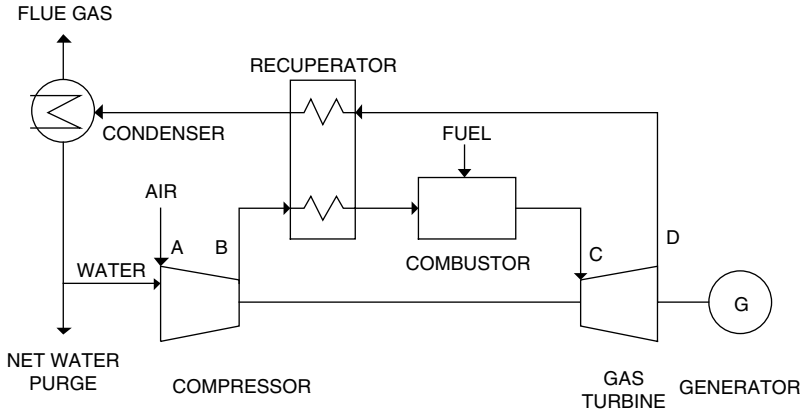 FLUE GAS
RECUPERATOR
CONDENSER
FUEL
AIR
A
B
C
D
WATER
COMBUSTOR
G
NET WATER
PURGE
COMPRESSOR
GAS
TURBINE
GENERATOR